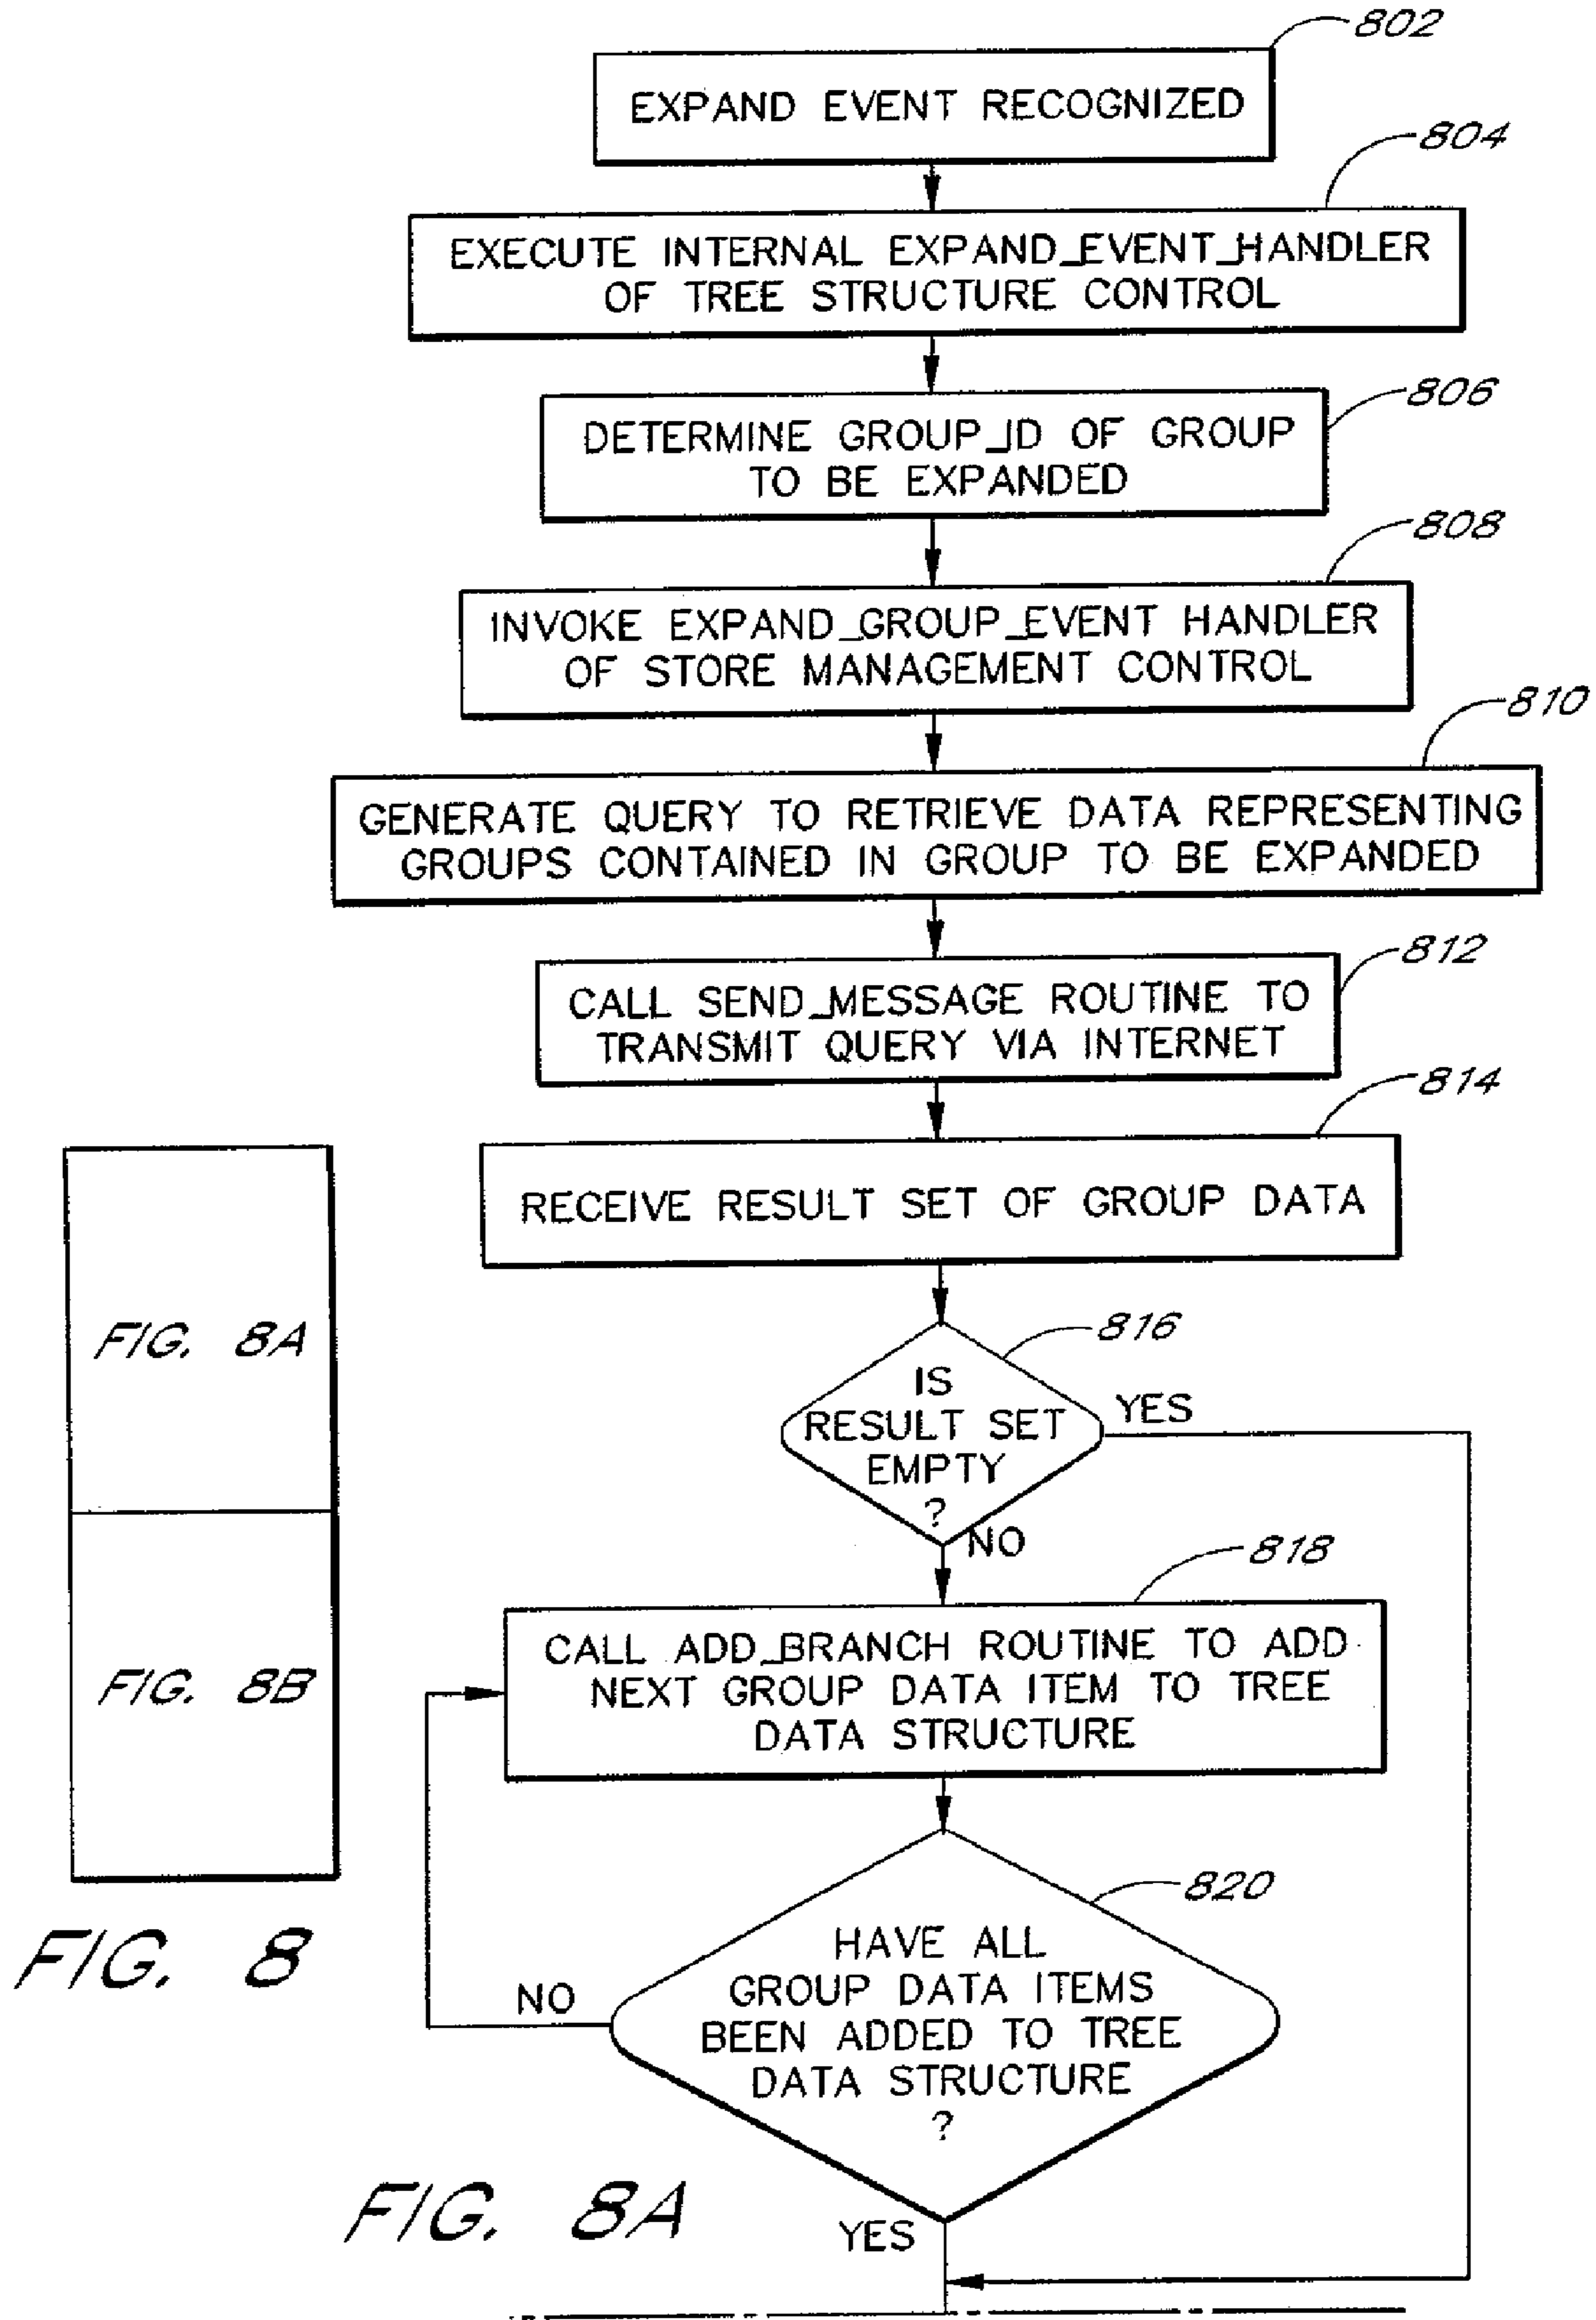 802
EXPAND EVENT RECOGNIZED
804
EXECUTE INTERNAL EXPAND_EVENT_HANDLER
OF TREE STRUCTURE CONTROL
806
DETERMINE GROUP_ID OF GROUP
TO BE EXPANDED
808
INVOKE EXPAND_GROUP_EVENT HANDLER
OF STORE MANAGEMENT CONTROL
810
GENERATE QUERY TO RETRIEVE DATA REPRESENTING
GROUPS CONTAINED IN GROUP TO BE EXPANDED
812
CALL SEND_MESSAGE ROUTINE TO
TRANSMIT QUERY VIA INTERNET
814
RECEIVE RESULT SET OF GROUP DATA
816
IS
RESULT SET
EMPTY
?
YES
NO
818
CALL ADD_BRANCH ROUTINE TO ADD
NEXT GROUP DATA ITEM TO TREE
DATA STRUCTURE
820
HAVE ALL
GROUP DATA ITEMS
BEEN ADDED TO TREE
DATA STRUCTURE
?
NO
YES
FIG. 8A
FIG. 8B
FIG. 8
FIG. 8A